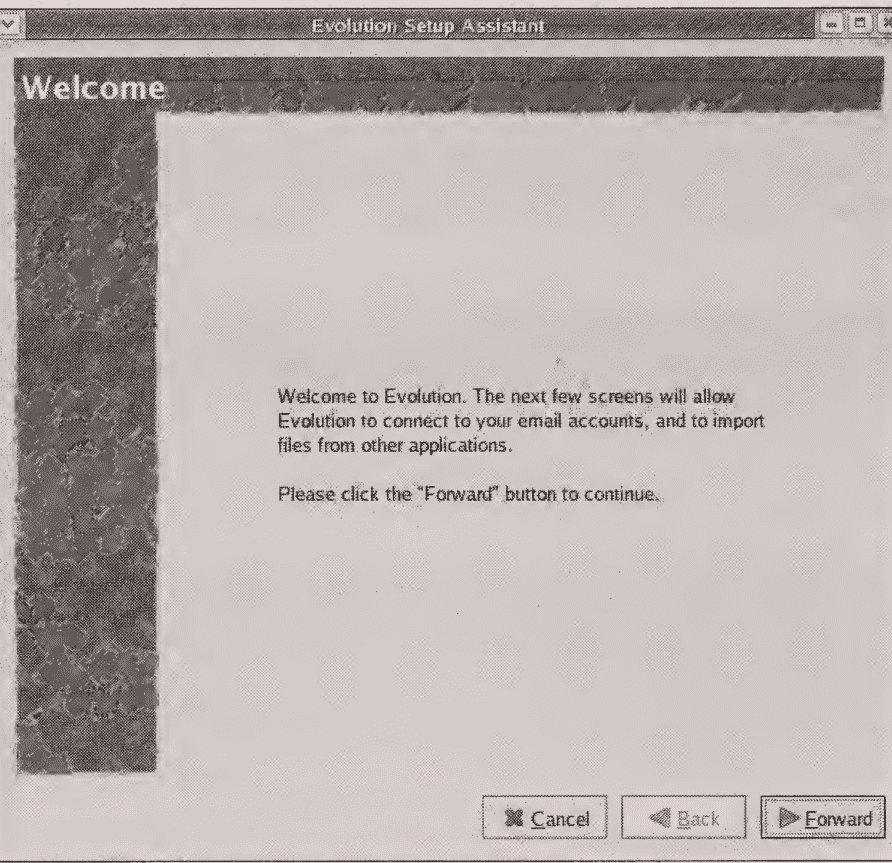 Evolution Setup Assistant
Welcome
Welcome to Evolution. The next few screens will allow
Evolution to connect to your email accounts, and to import
files from other applications.
Please click the "Forward" button to continue.
Cancel
Back
Forward